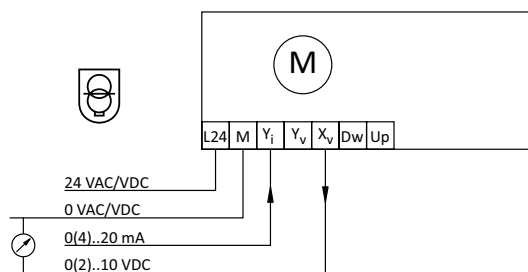 M
L24 M Yi Yv Xv Dw Up
24 VAC/VDC
0 VAC/VDC
0(4)..20 mA
0(2)..10 VDC